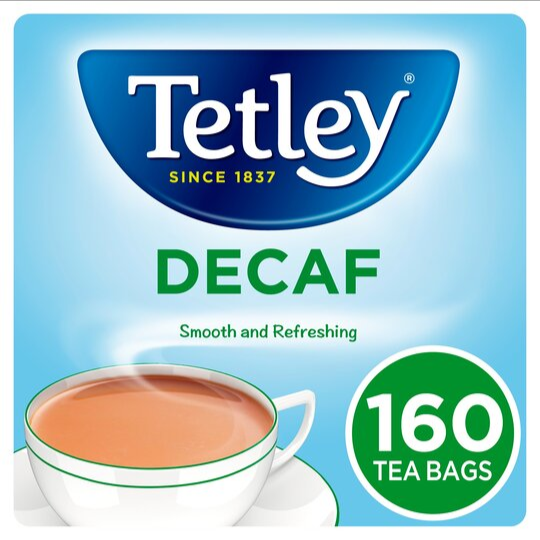 Tetley®
SINCE 1837
DECAF
Smooth and Refreshing
160
TEA BAGS